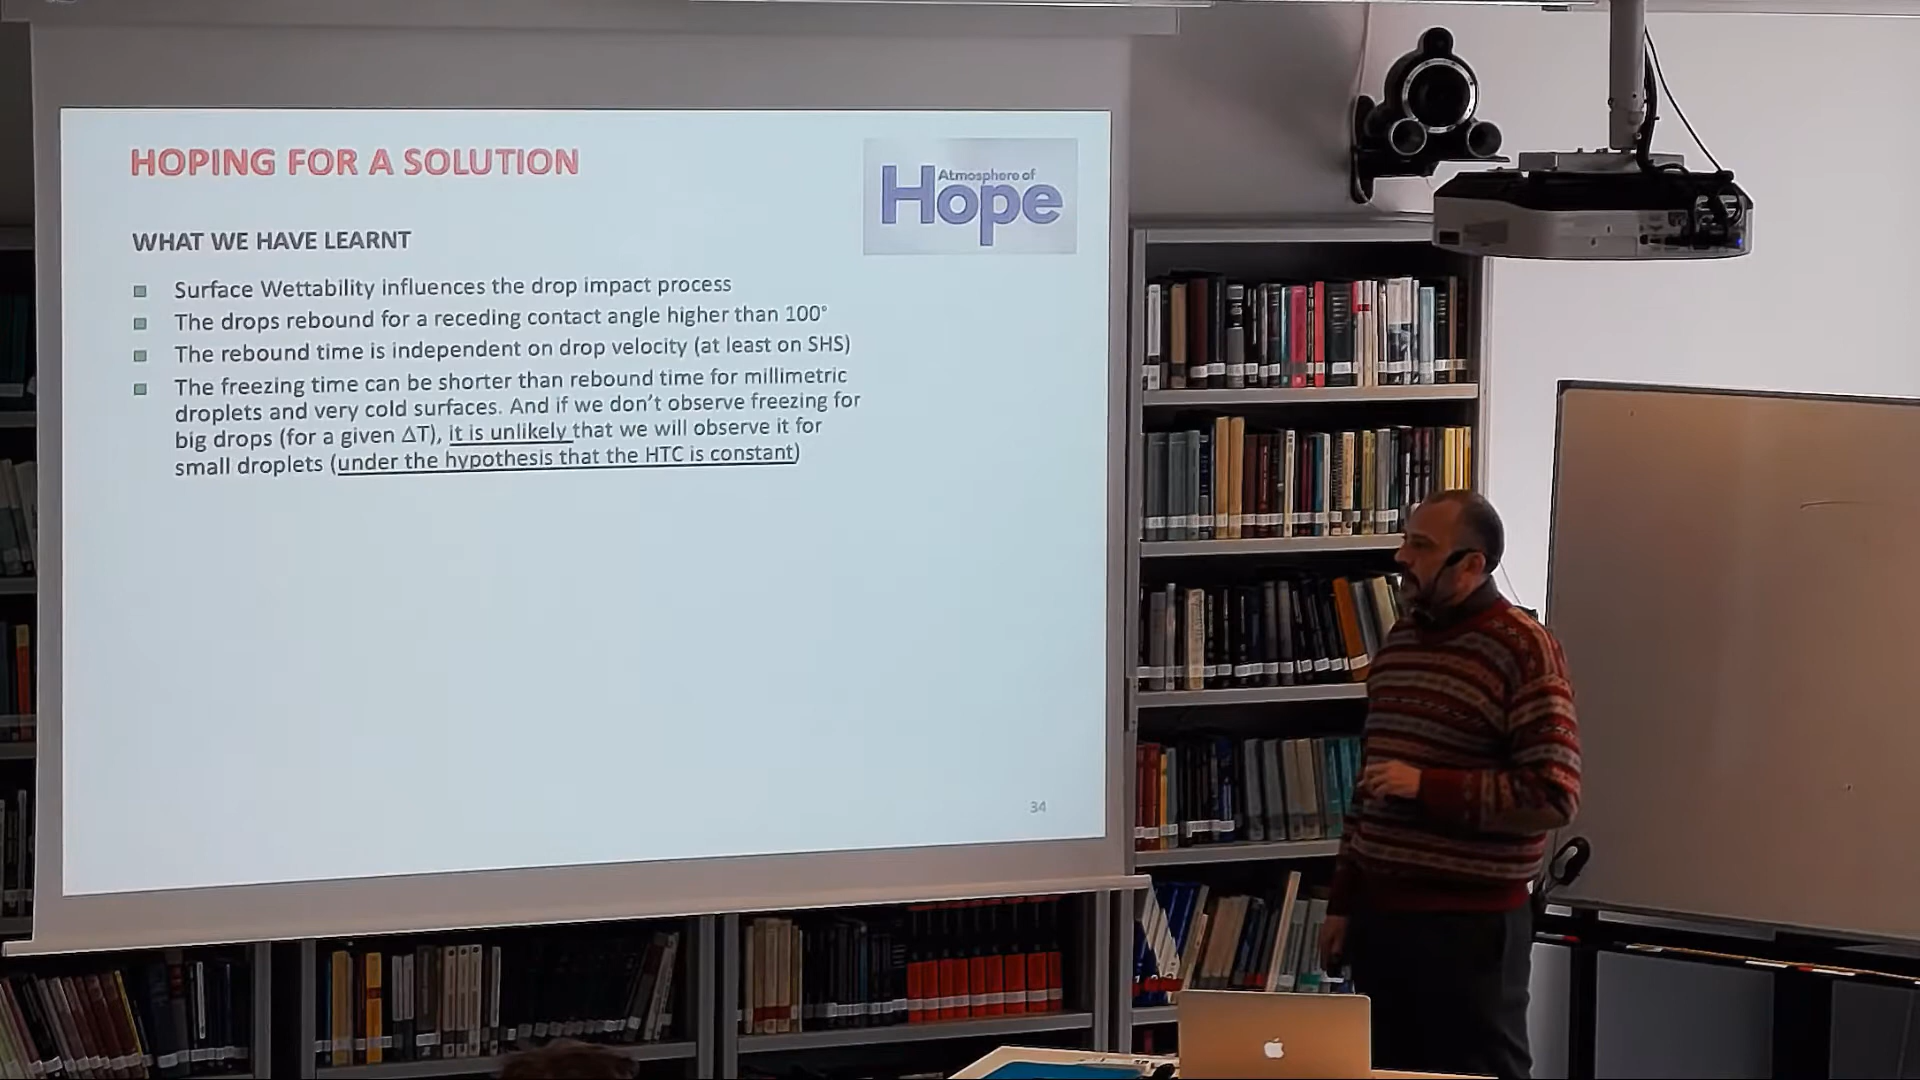 HOPING FOR A SOLUTION
Atmosphere of
Hope
WHAT WE HAVE LEARNT
Surface Wettability influences the drop impact process
The drops rebound for a receding contact angle higher than 100°
The rebound time is independent on drop velocity (at least on SHS)
The freezing time can be shorter than rebound time for millimetric
droplets and very cold surfaces. And if we don't observe freezing for
big drops (for a given ΔT), it is unlikely that we will observe it for
small droplets (under the hypothesis that the HTC is constant)
34